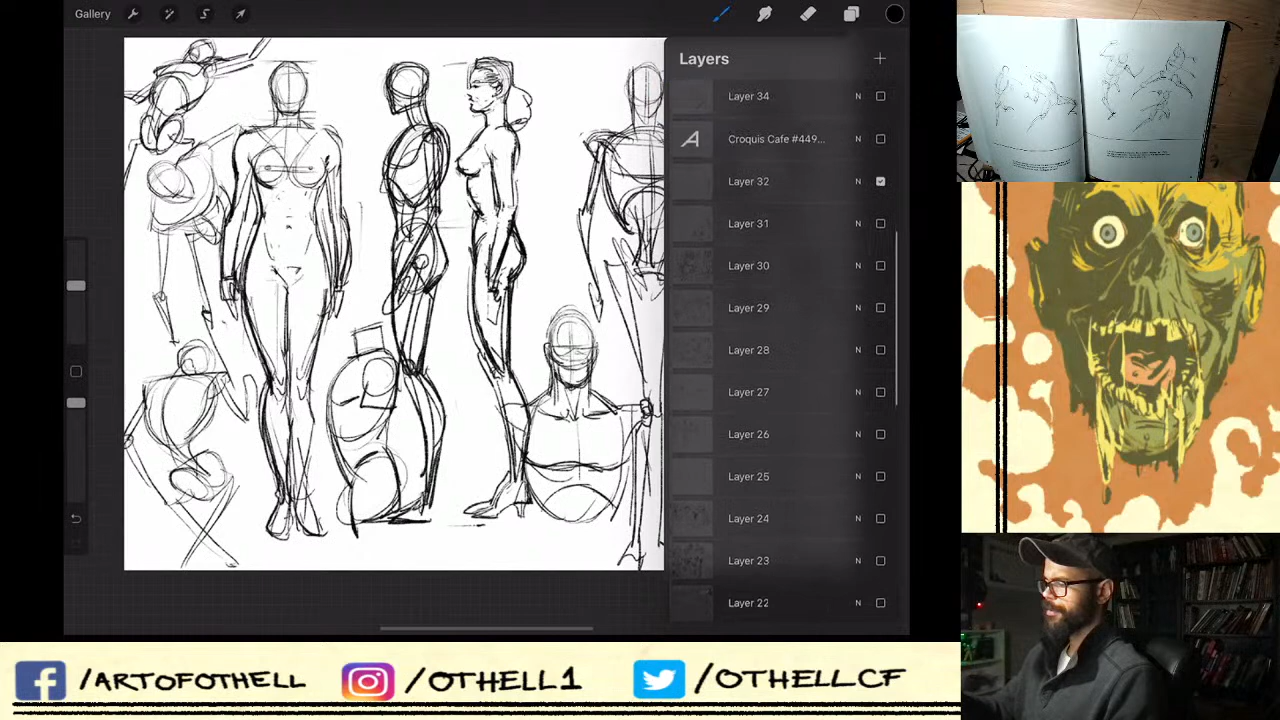 Gallery
Layers
Layer 34
N
Croquis Cafe #449...
N
Layer 32
N
Layer 31
N
Layer 30
N
Layer 29
N
Layer 28
N
Layer 27
N
Layer 26
N
Layer 25
N
Layer 24
N
Layer 23
N
Layer 22
N
/ARTOFOTHELL
/OTHELL1
/OTHELL_CF